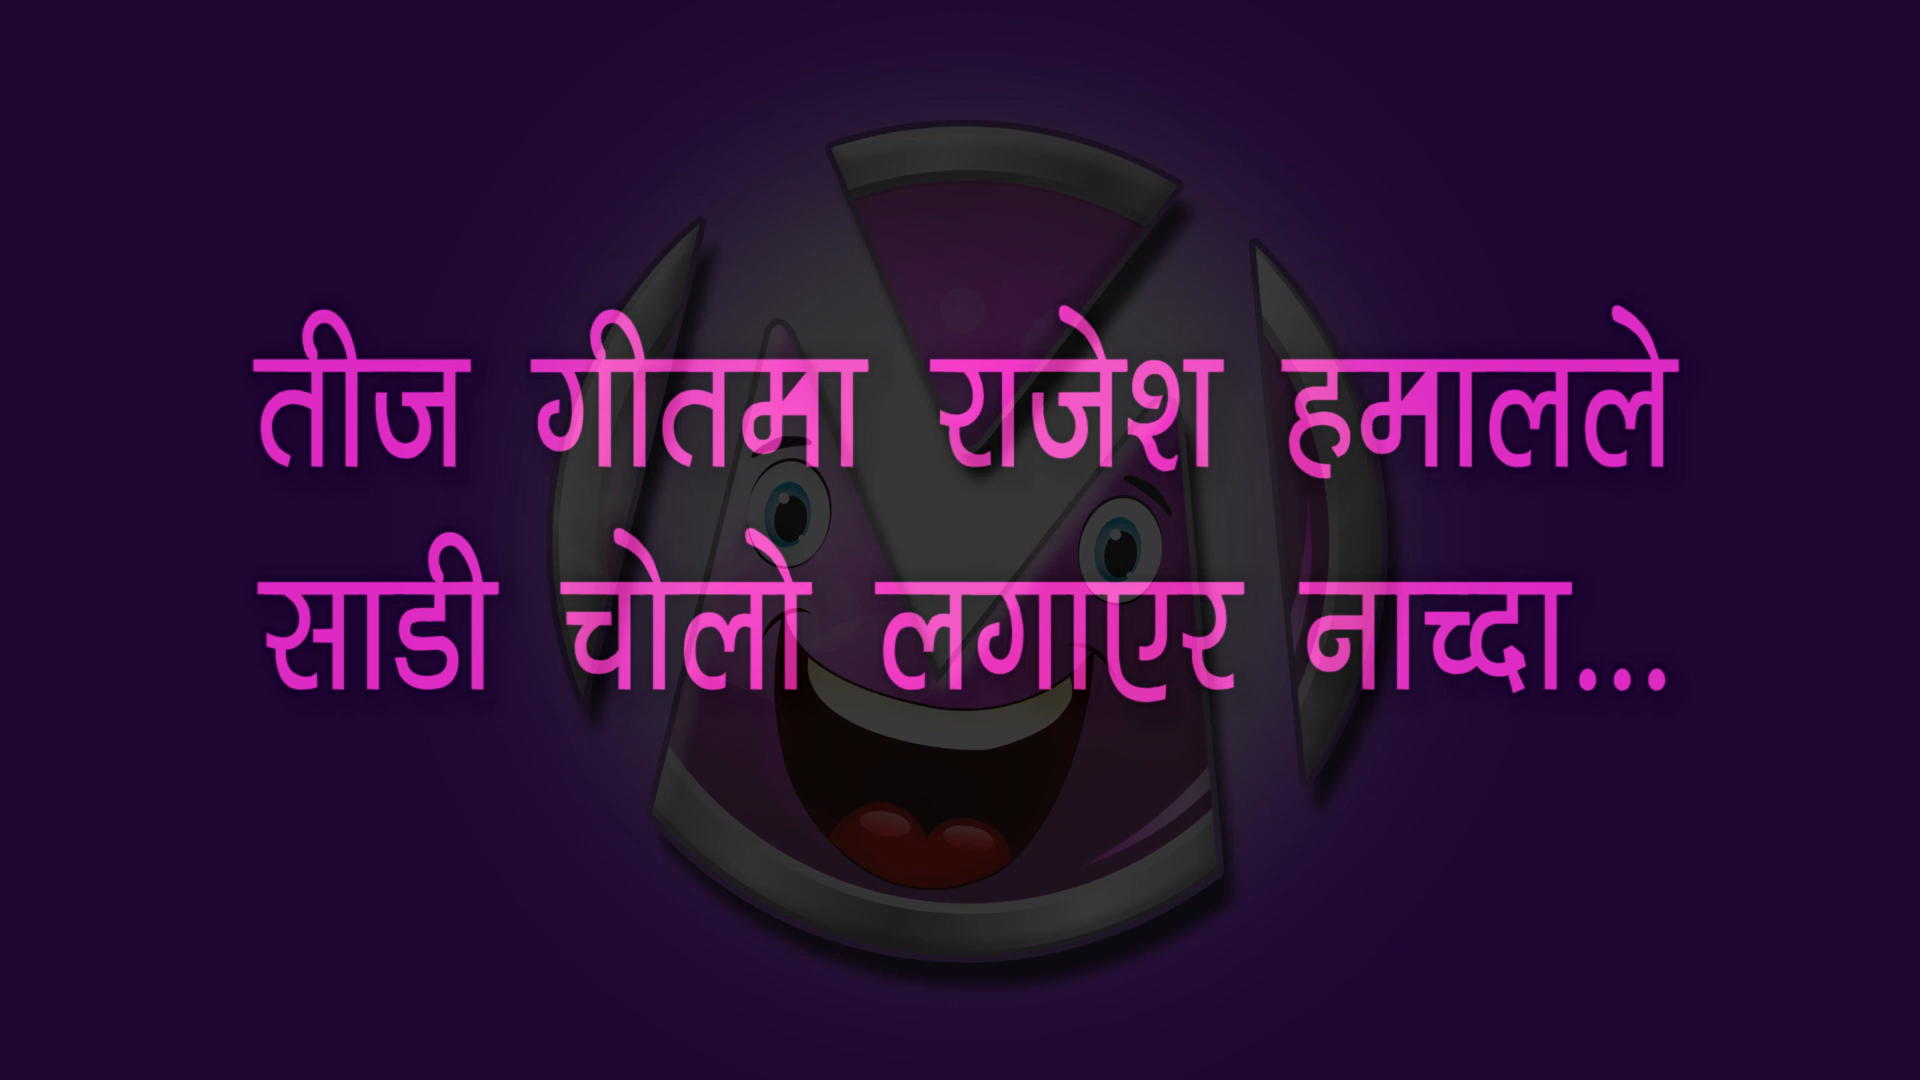 तीज गीतमा राजेश हमालले
साडी चोलो लगाएर नाच्दा...